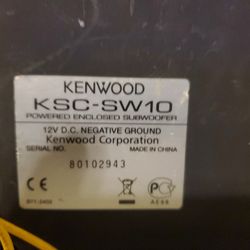 KENWOOD
KSC-SW10
POWERED ENCLOSED SUBWOOFER
12V D.C. NEGATIVE GROUND
Kenwood Corporation
SERIAL NO. MADE IN CHINA
80102943
CE